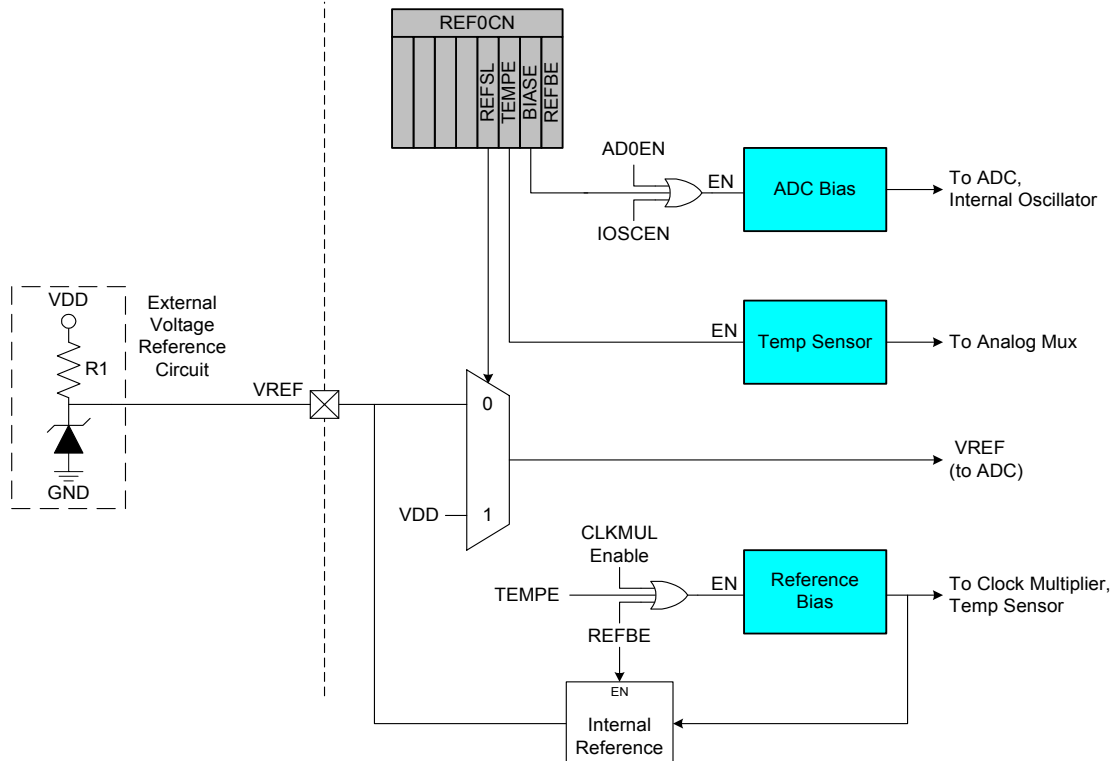 REF0CN
REFSL
TEMPE
BIASE
REFBE
AD0EN
IOSCEN
EN
ADC Bias
To ADC,
Internal Oscillator
VDD
R1
GND
External
Voltage
Reference
Circuit
EN
Temp Sensor
To Analog Mux
VREF
0
VDD
1
VREF
(to ADC)
CLKMUL
Enable
TEMPE
REFBE
EN
Reference
Bias
To Clock Multiplier,
Temp Sensor
EN
Internal
Reference